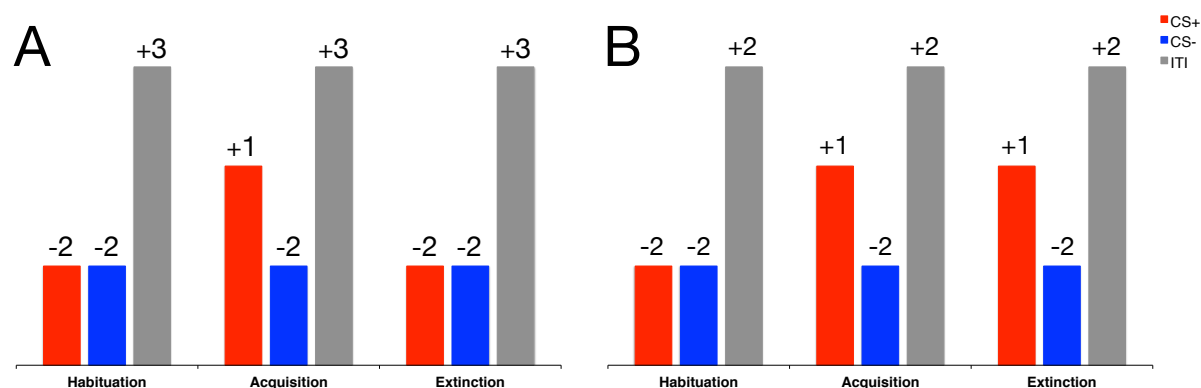 A
B
CS+
CS-
ITI
+3
+3
+3
+1
-2
-2
-2
-2
-2
+2
+2
+2
+1
+1
-2
-2
-2
-2
Habituation
Acquisition
Extinction
Habituation
Acquisition
Extinction